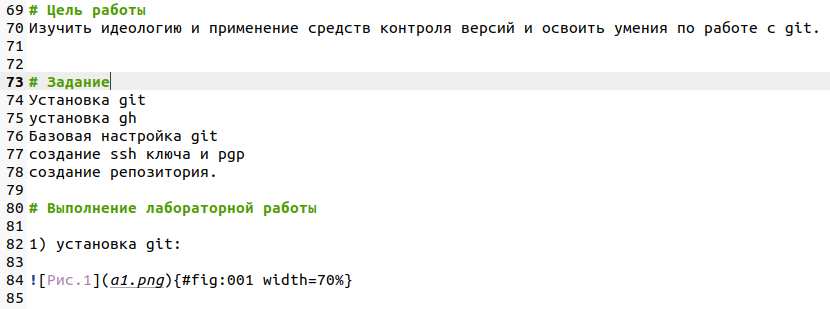 69 # Цель работы
70 Изучить идеологию и применение средств контроля версий и освоить умения по работе с git.
71
72
73 # Задание
74 Установка git
75 установка gh
76 Базовая настройка git
77 создание ssh ключа и pgp
78 создание репозитория.
79
80 # Выполнение лабораторной работы
81
82 1) установка git:
83
84 ![Рис.1](a1.png){#fig:001 width=70%}
85